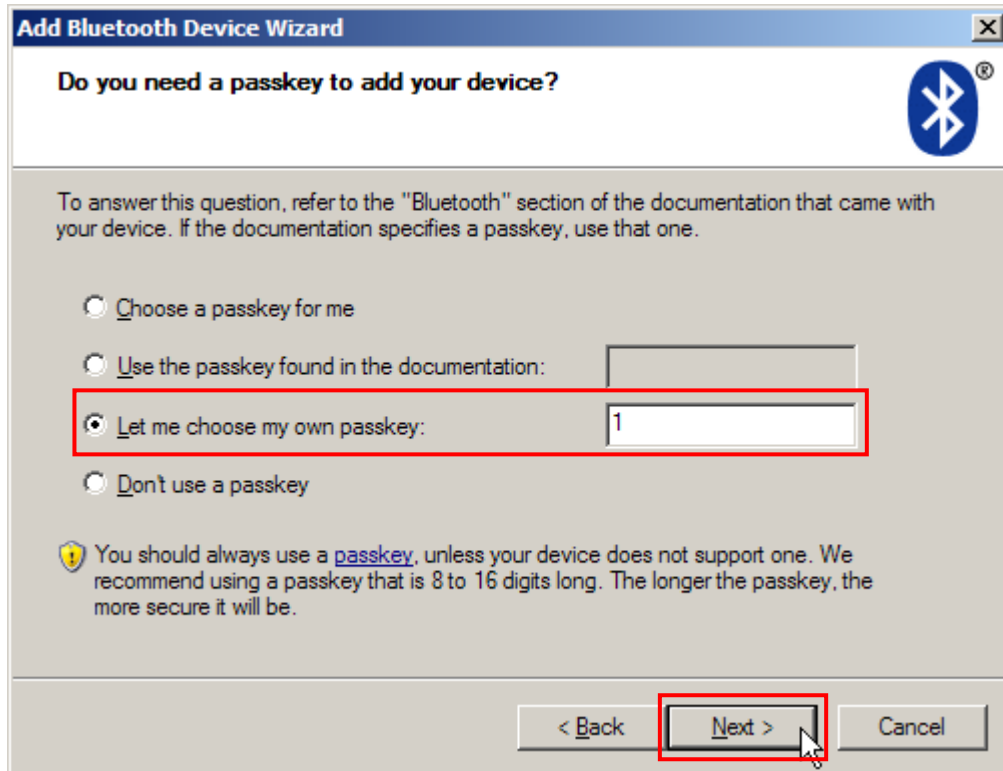 Add Bluetooth Device Wizard
Do you need a passkey to add your device?
®
To answer this question, refer to the "Bluetooth" section of the documentation that came with
your device. If the documentation specifies a passkey, use that one.
Choose a passkey for me
Use the passkey found in the documentation:
Let me choose my own passkey: 1
Don't use a passkey
You should always use a passkey, unless your device does not support one. We
recommend using a passkey that is 8 to 16 digits long. The longer the passkey, the
more secure it will be.
< Back Next > Cancel